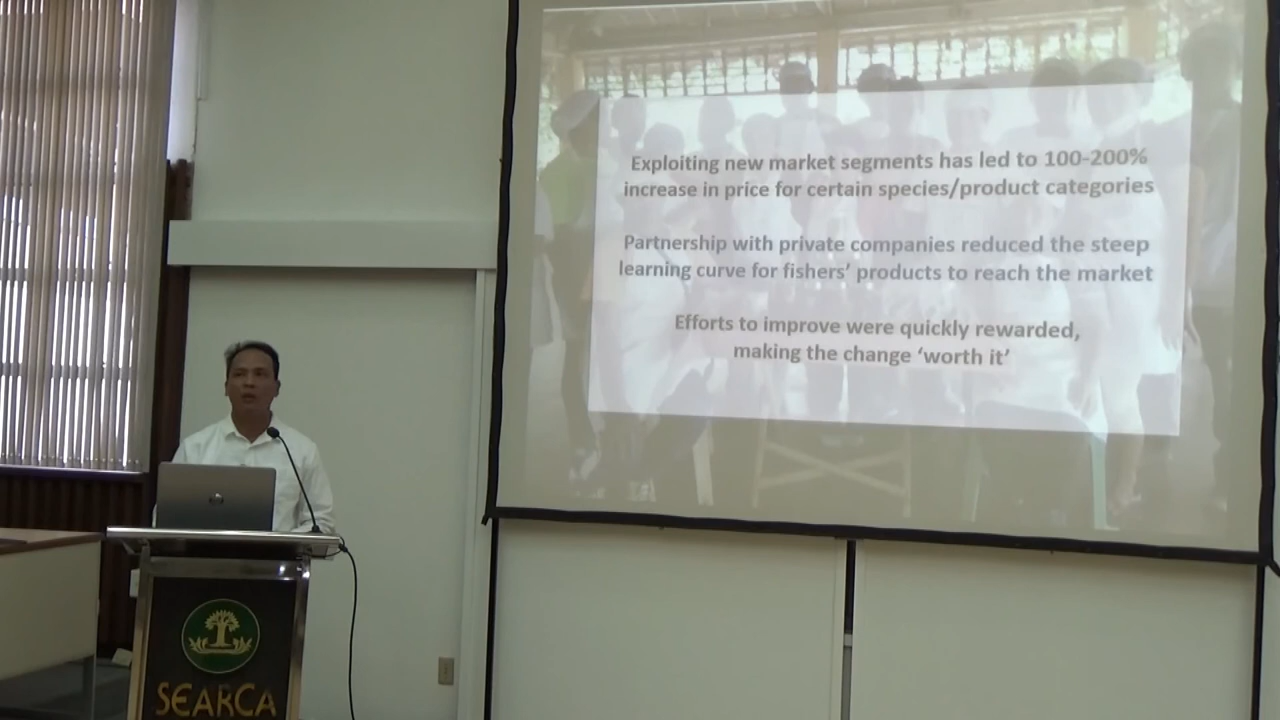 Exploiting new market segments has led to 100-200%
increase in price for certain species/product categories
Partnership with private companies reduced the steep
learning curve for fishers' products to reach the market
Efforts to improve were quickly rewarded,
making the change ‘worth it’
SEARCA